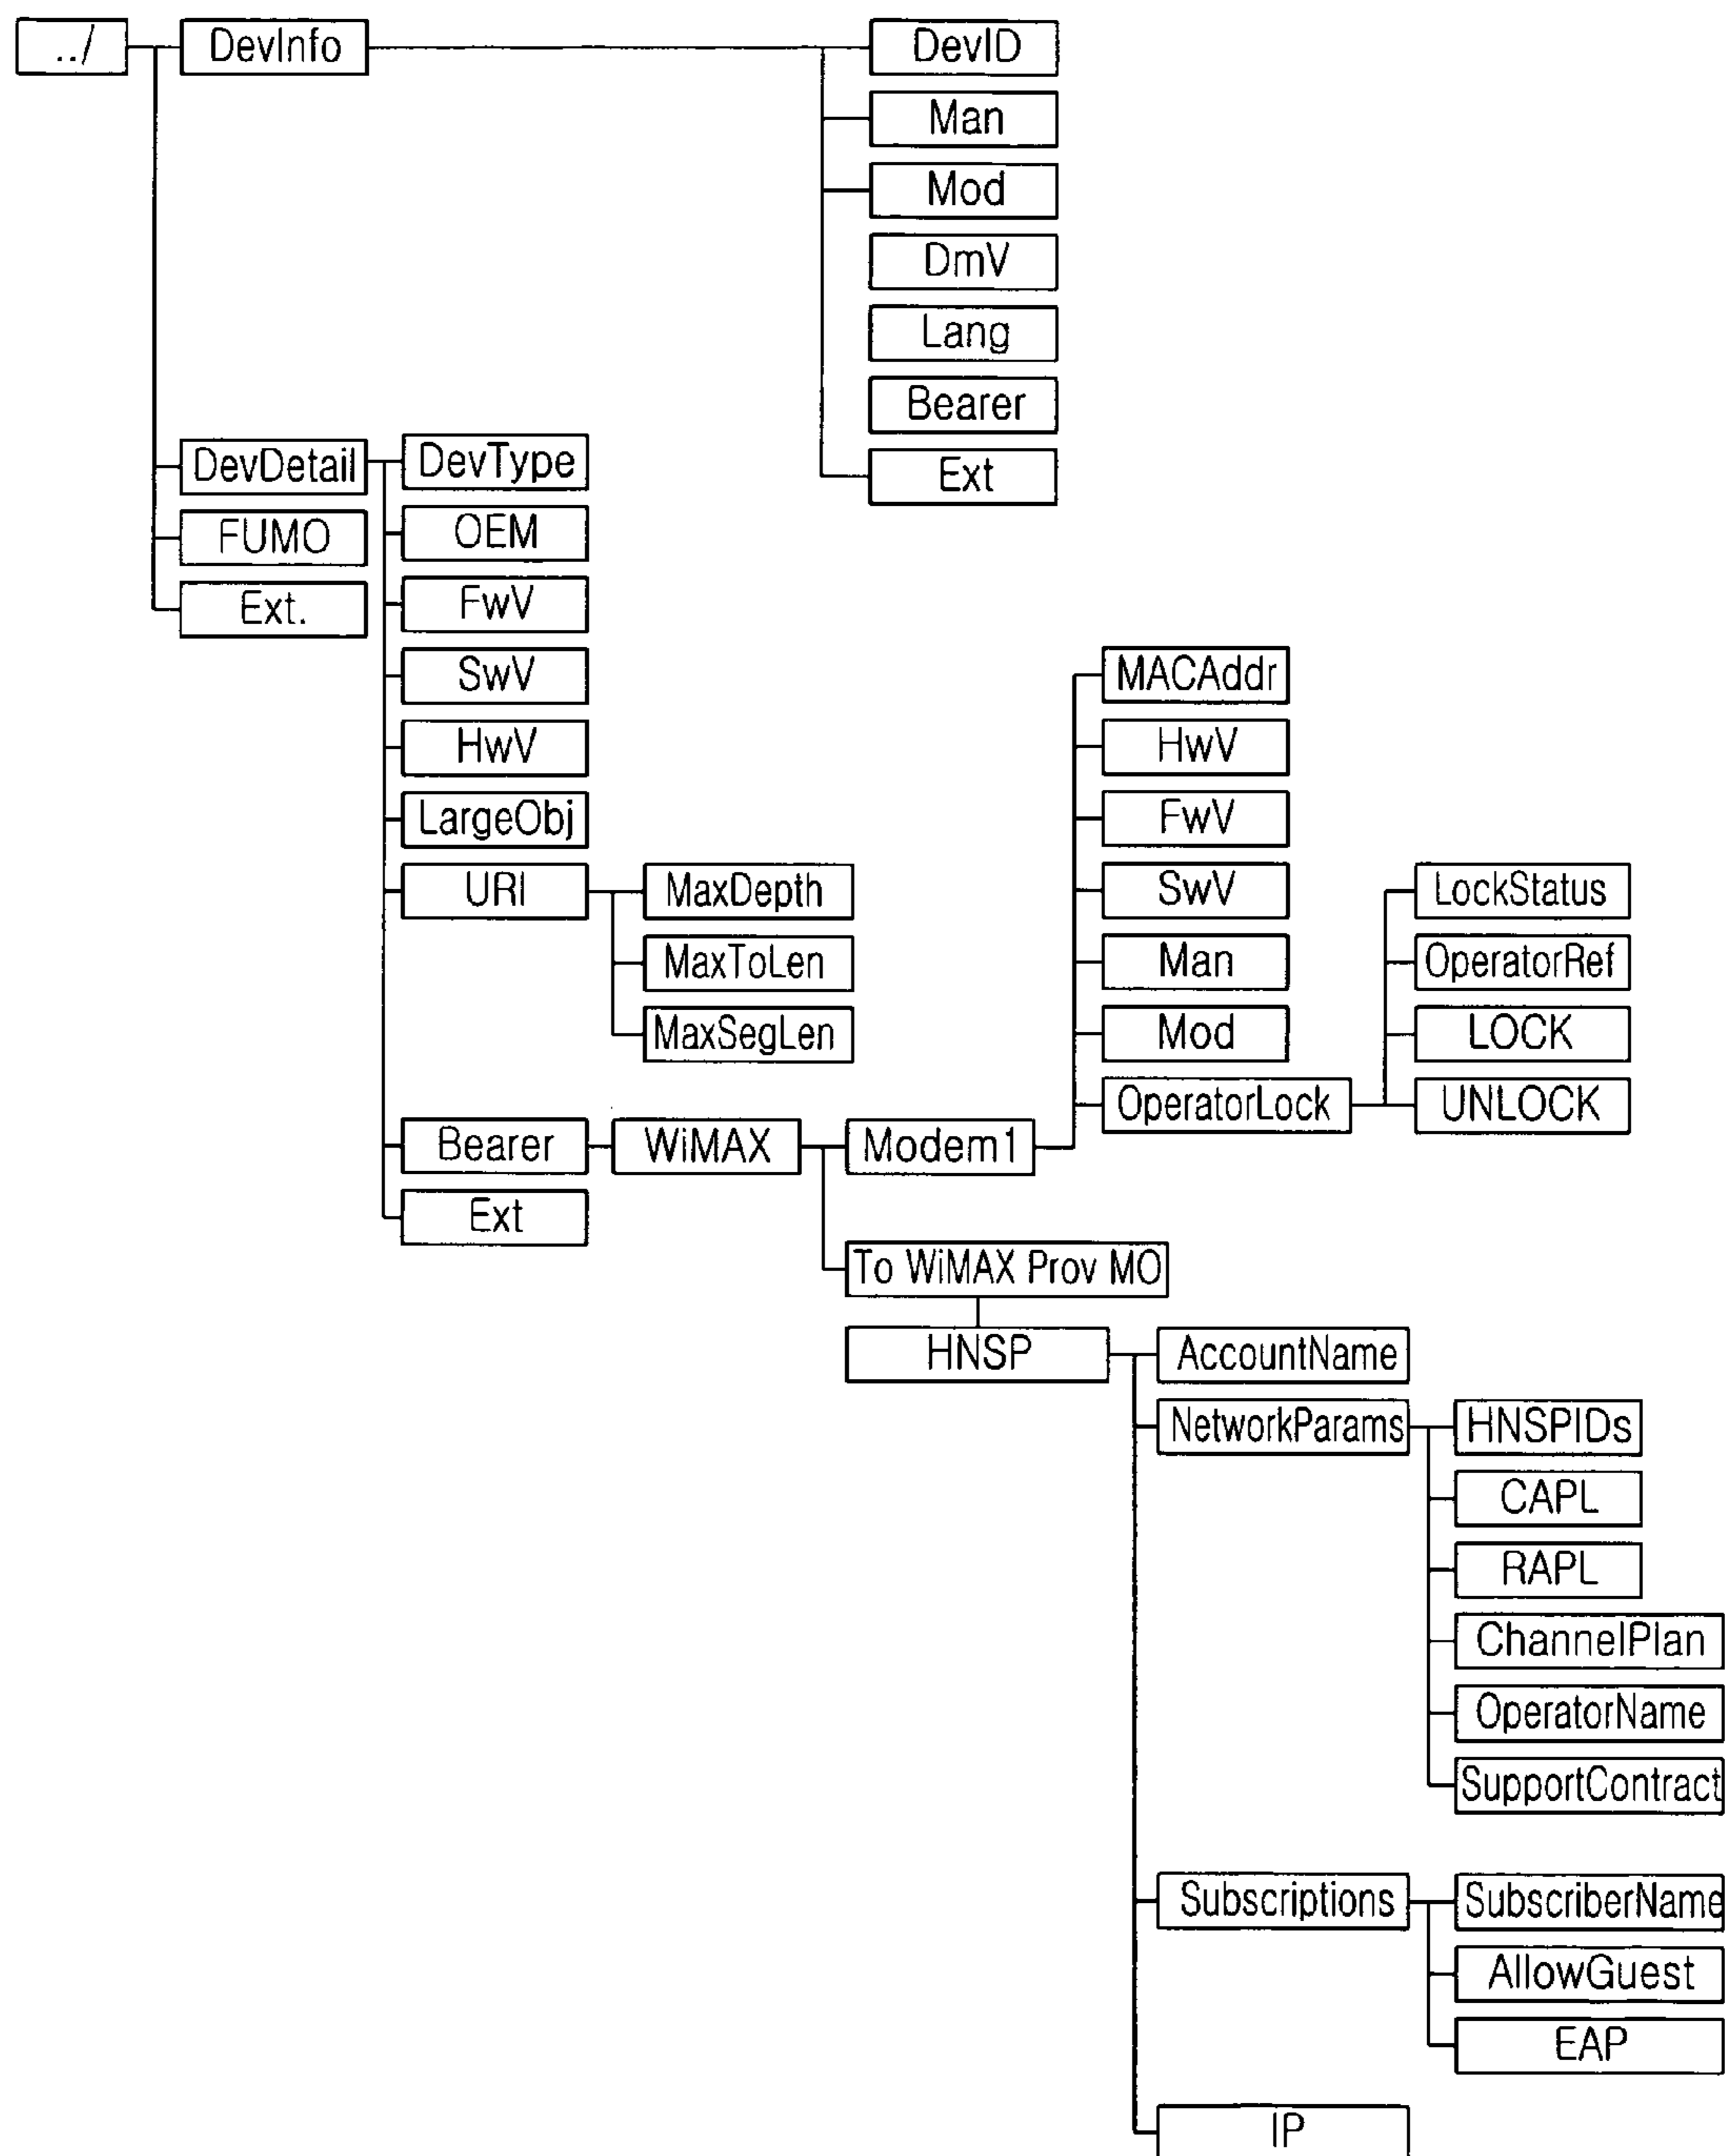 ../
DevInfo
DevID
Man
Mod
DmV
Lang
Bearer
Ext
DevDetail
FUMO
Ext.
DevType
OEM
FwV
SwV
HwV
LargeObj
URI
MaxDepth
MaxToLen
MaxSegLen
Bearer
Ext
WiMAX
Modem1
MACAddr
HwV
FwV
SwV
Man
Mod
OperatorLock
LockStatus
OperatorRef
LOCK
UNLOCK
To WiMAX Prov MO
HNSP
AccountName
NetworkParams
HNSPIDs
CAPL
RAPL
ChannelPlan
OperatorName
SupportContract
Subscriptions
SubscriberName
AllowGuest
EAP
IP